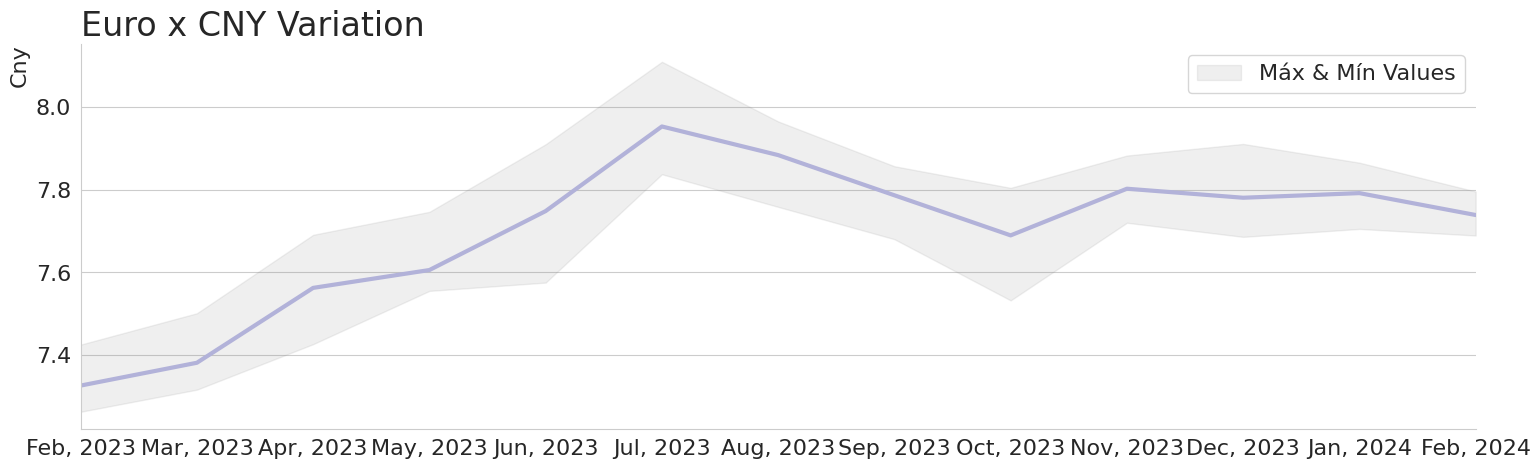 Euro x CNY Variation
Cny
Máx & Mín Values
8.0
7.8
7.6
7.4
Feb, 2023 Mar, 2023 Apr, 2023 May, 2023 Jun, 2023 Jul, 2023 Aug, 2023 Sep, 2023 Oct, 2023 Nov, 2023 Dec, 2023 Jan, 2024 Feb, 2024